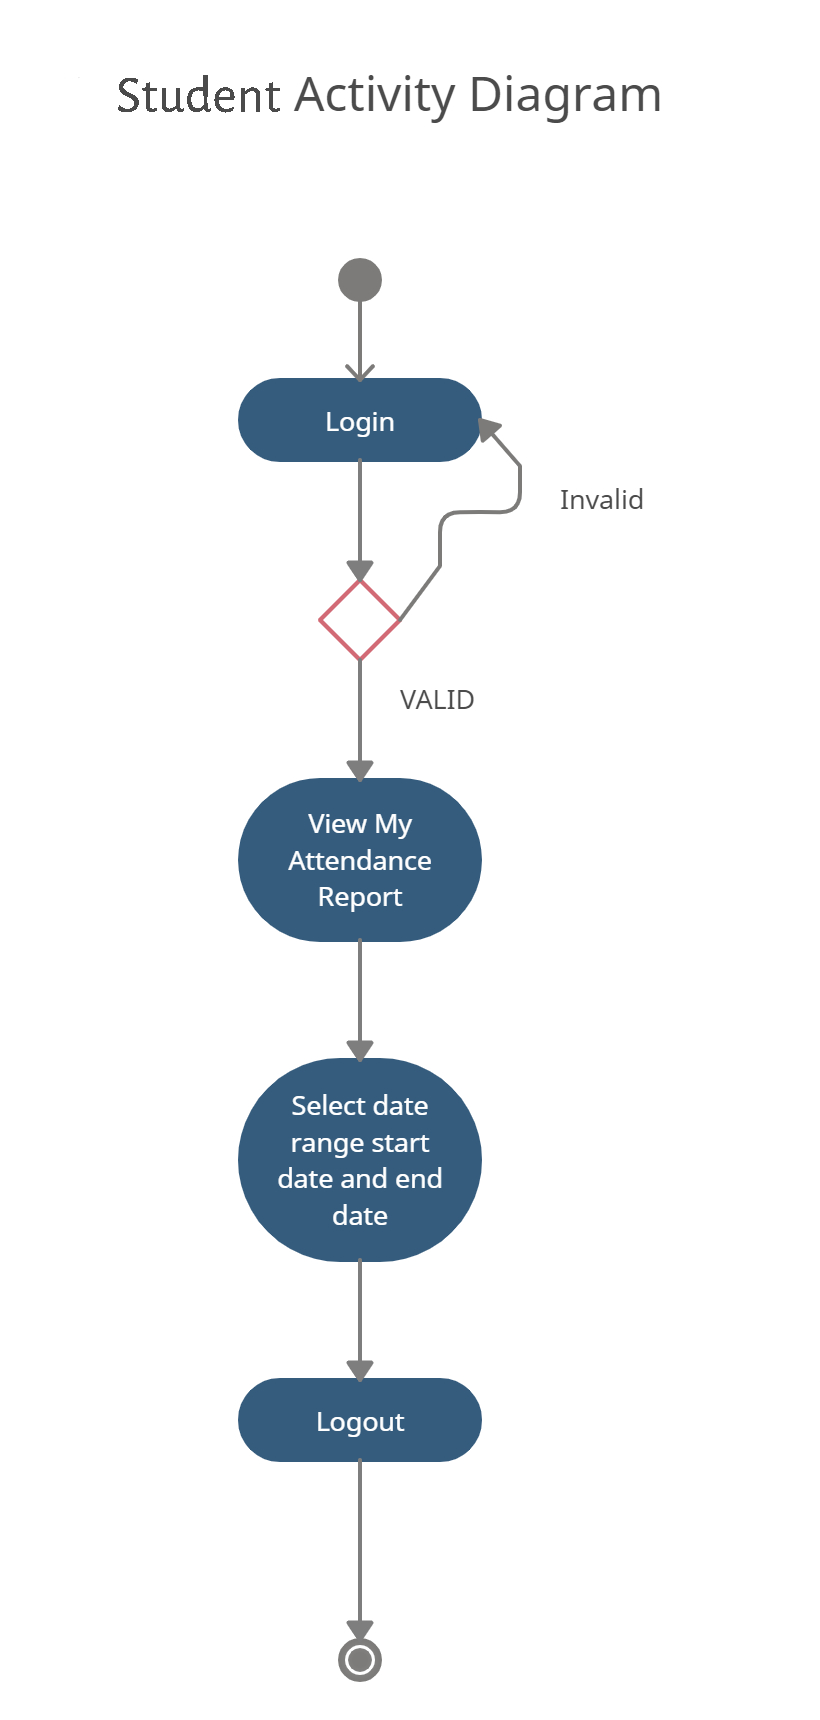 Student Activity Diagram
Login
Invalid
VALID
View My
Attendance
Report
Select date
range start
date and end
date
Logout